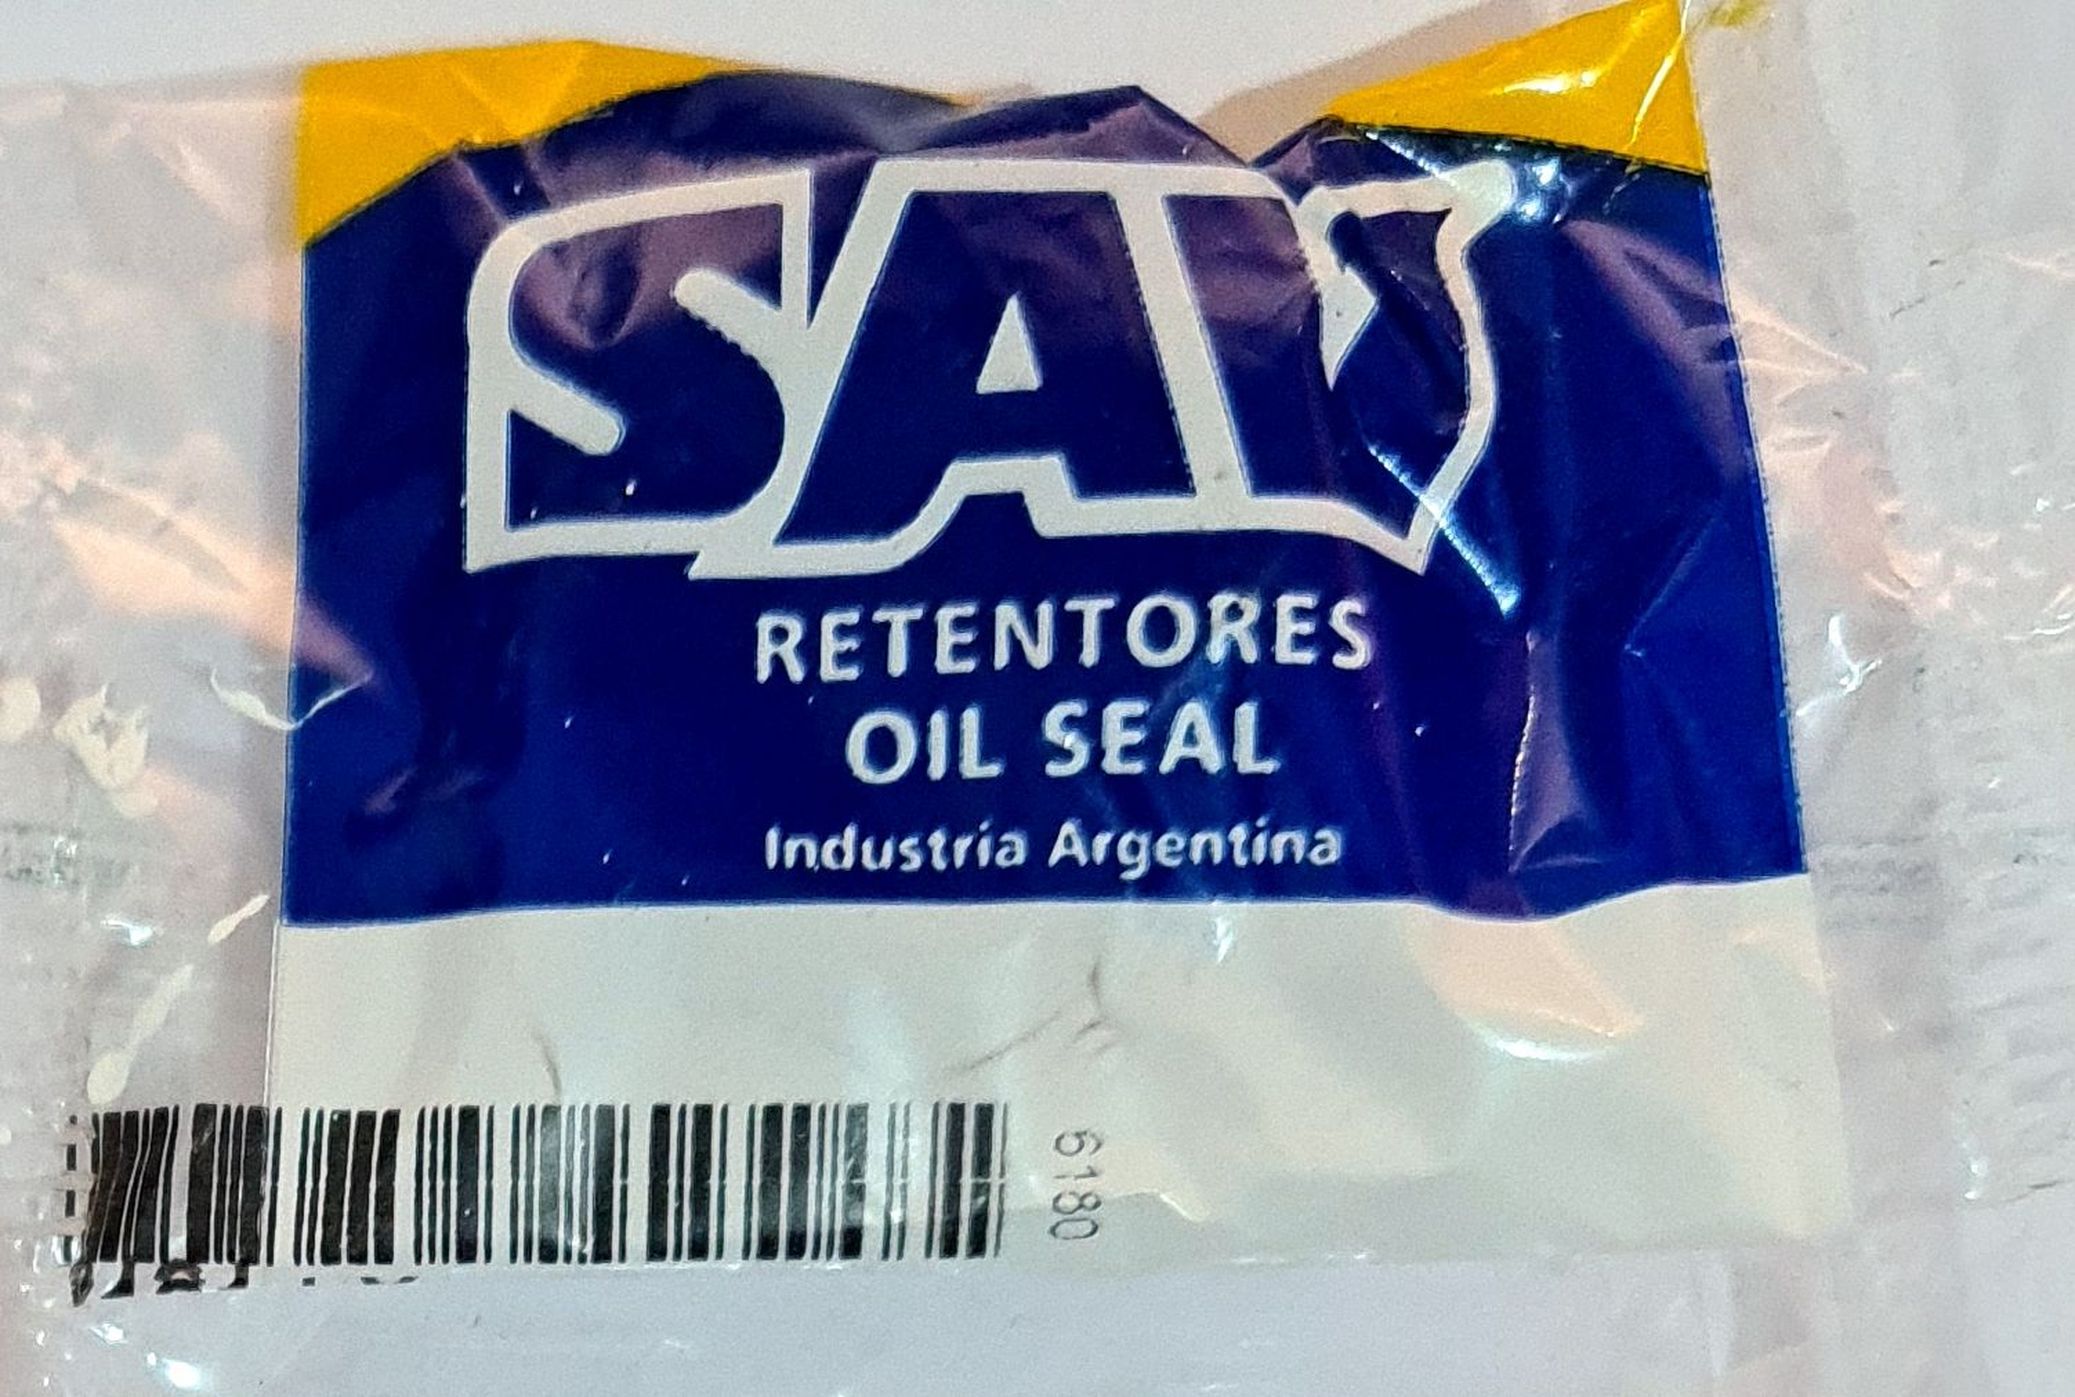 SAV
RETENTORES
OIL SEAL
Industria Argentina
6180